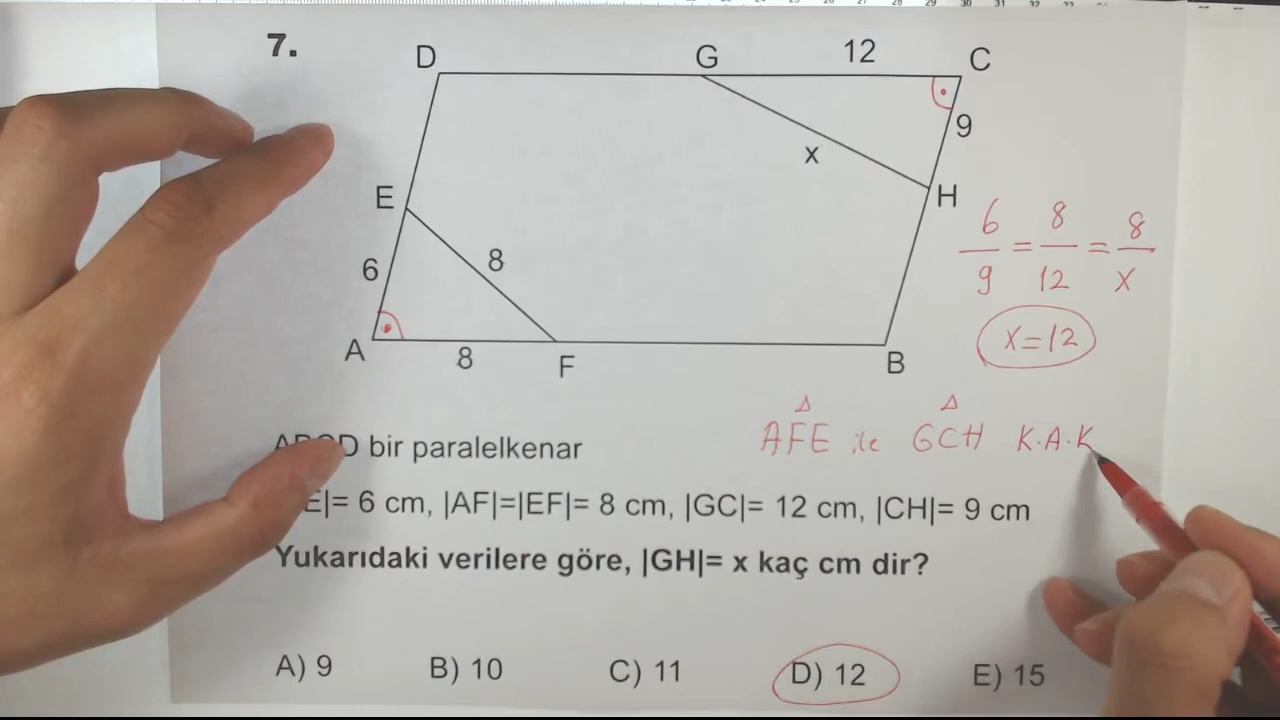 7.
D G 12 C
9
x
E H
6 8
A 8 F B
6/9 = 8/12 = 8/x
x=12
AFE ile GCH K.A.K
bir paralelkenar
E|= 6 cm, |AF|=|EF|= 8 cm, |GC|= 12 cm, |CH|= 9 cm
Yukarıdaki verilere göre, |GH|= x kaç cm dir?
A) 9 B) 10 C) 11 D) 12 E) 15